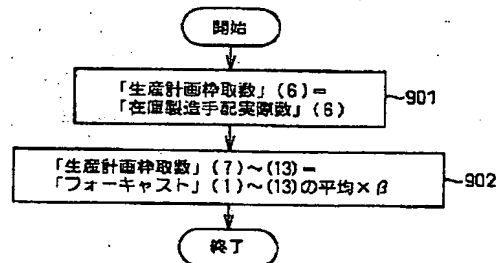 開始
「生産計画枠取数」(6)=
「在庫製造手配実際数」(6)
901
「生産計画枠取数」(7)~(13)=
「フォーキャスト」(1)~(13)の平均×β
902
終了